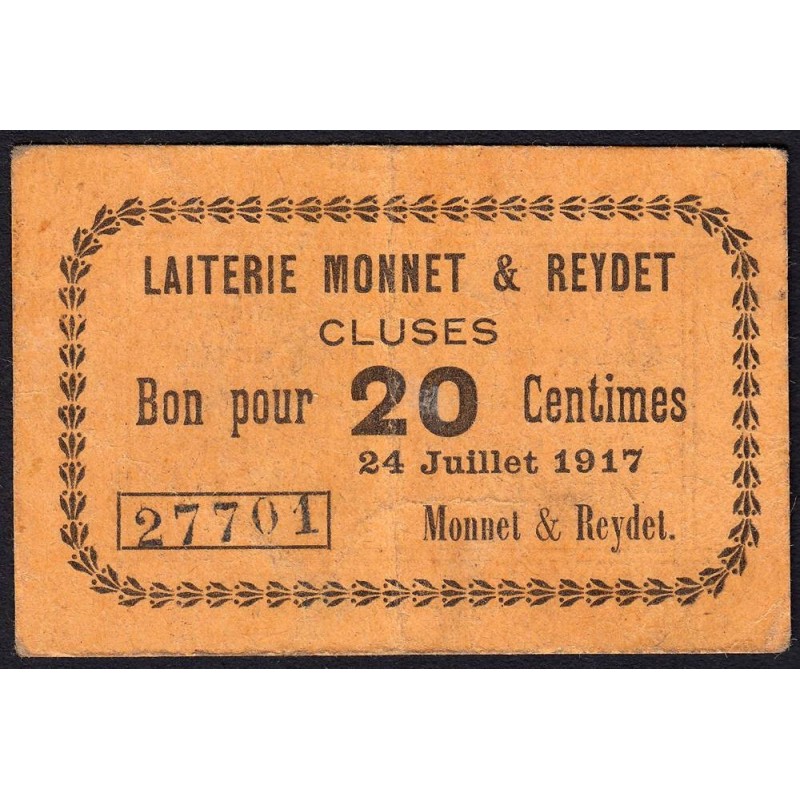 LAITERIE MONNET & REYDET
CLUSES
Bon pour 20 Centimes
24 Juillet 1917
27701
Monnet & Reydet.